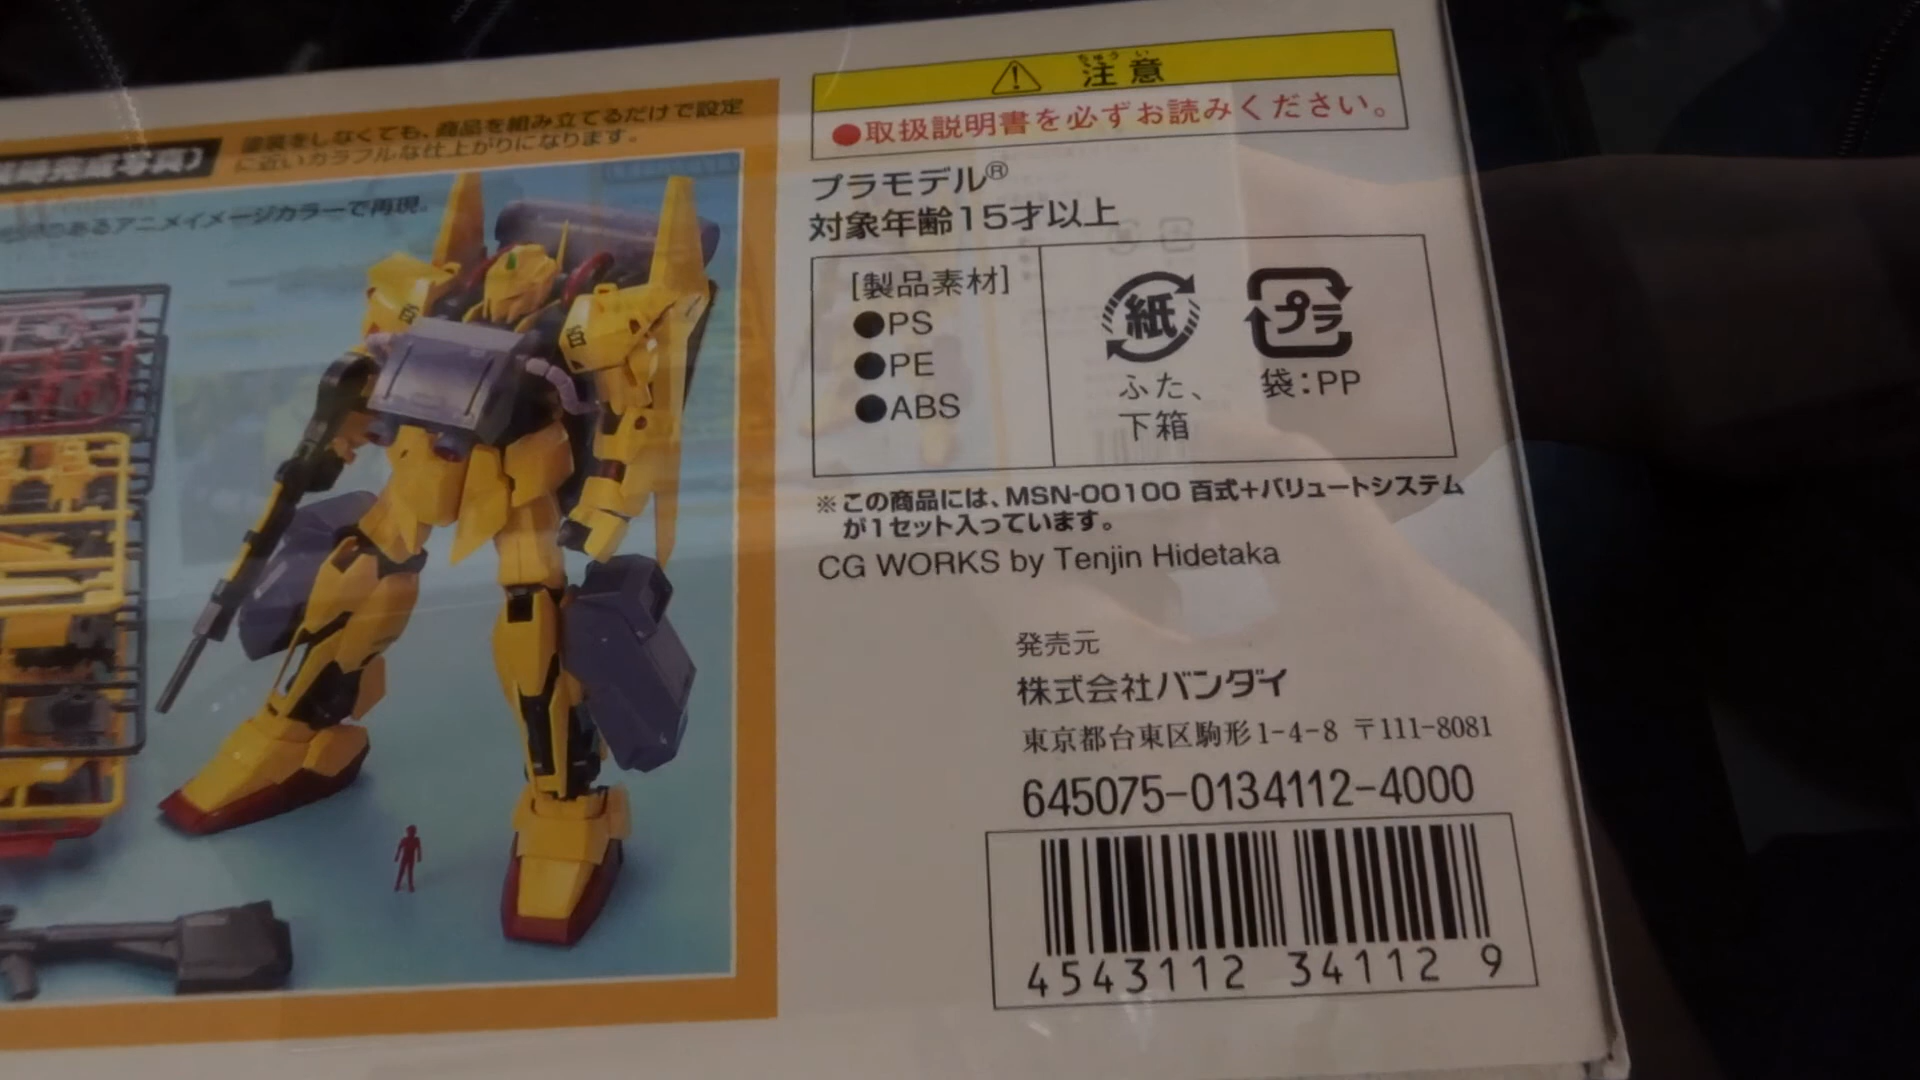 時完成写真)
塗装をしなくても、商品を組み立てるだけで設定
に近いカラフルな仕上がりになります。
あるアニメイメージカラーで再現。
百
百
注意
ちゅうい
●取扱説明書を必ずお読みください。
プラモデル®
対象年齢15才以上
[製品素材]
●PS
●PE
●ABS
紙
ふた、
下箱
プラ
袋:PP
※この商品には、MSN-00100 百式+バリュートシステム
が1セット入っています。
CG WORKS by Tenjin Hidetaka
発売元
株式会社バンダイ
東京都台東区駒形1-4-8 〒111-8081
645075-0134112-4000
4543112 34112 9